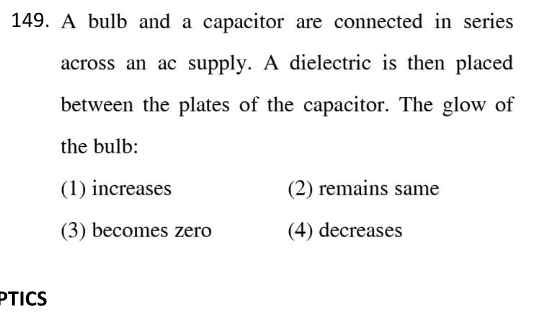 149. A bulb and a capacitor are connected in series
across an ac supply. A dielectric is then placed
between the plates of the capacitor. The glow of
the bulb:
(1) increases (2) remains same
(3) becomes zero (4) decreases
PTICS